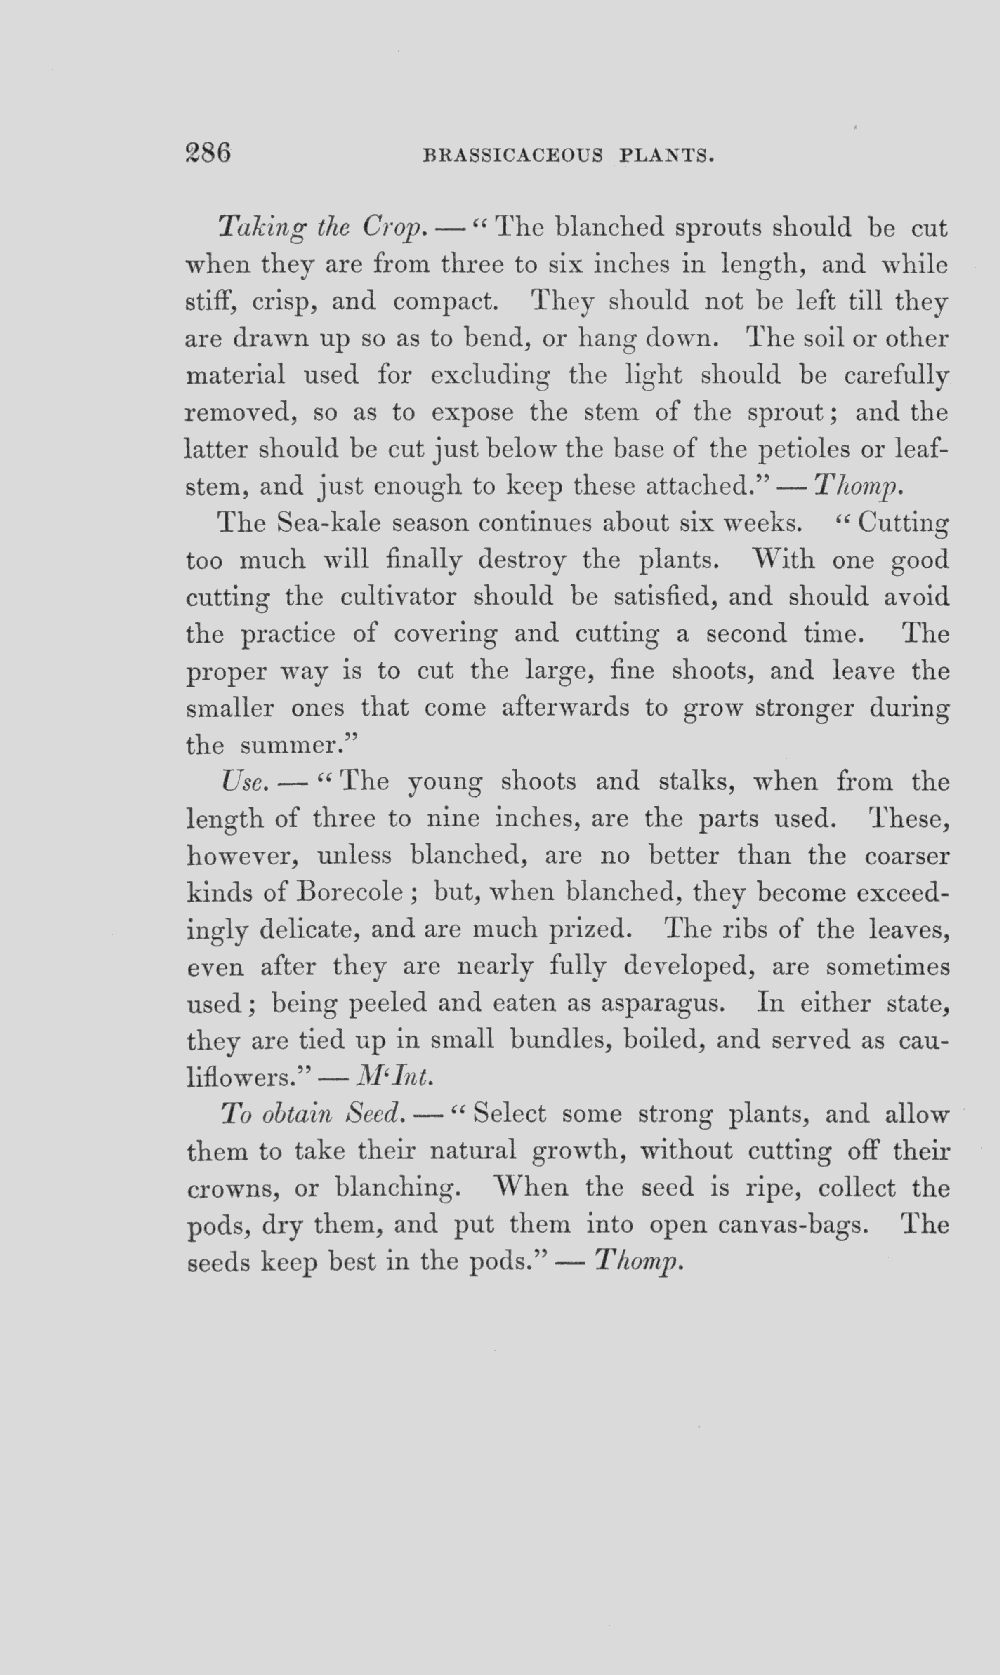 286 BRASSICACEOUS PLANTS.
Taking the Crop. — “ The blanched sprouts should be cut
when they are from three to six inches in length, and while
stiff, crisp, and compact. They should not be left till they
are drawn up so as to bend, or hang down. The soil or other
material used for excluding the light should be carefully
removed, so as to expose the stem of the sprout ; and the
latter should be cut just below the base of the petioles or leaf-
stem, and just enough to keep these attached.” — Thomp.
The Sea-kale season continues about six weeks. “ Cutting
too much will finally destroy the plants. With one good
cutting the cultivator should be satisfied, and should avoid
the practice of covering and cutting a second time. The
proper way is to cut the large, fine shoots, and leave the
smaller ones that come afterwards to grow stronger during
the summer.”
Use. — “ The young shoots and stalks, when from the
length of three to nine inches, are the parts used. These,
however, unless blanched, are no better than the coarser
kinds of Borecole ; but, when blanched, they become exceed-
ingly delicate, and are much prized. The ribs of the leaves,
even after they are nearly fully developed, are sometimes
used ; being peeled and eaten as asparagus. In either state,
they are tied up in small bundles, boiled, and served as cau-
liflowers.” — M‘Int.
To obtain Seed. — “ Select some strong plants, and allow
them to take their natural growth, without cutting off their
crowns, or blanching. When the seed is ripe, collect the
pods, dry them, and put them into open canvas-bags. The
seeds keep best in the pods.” — Thomp.